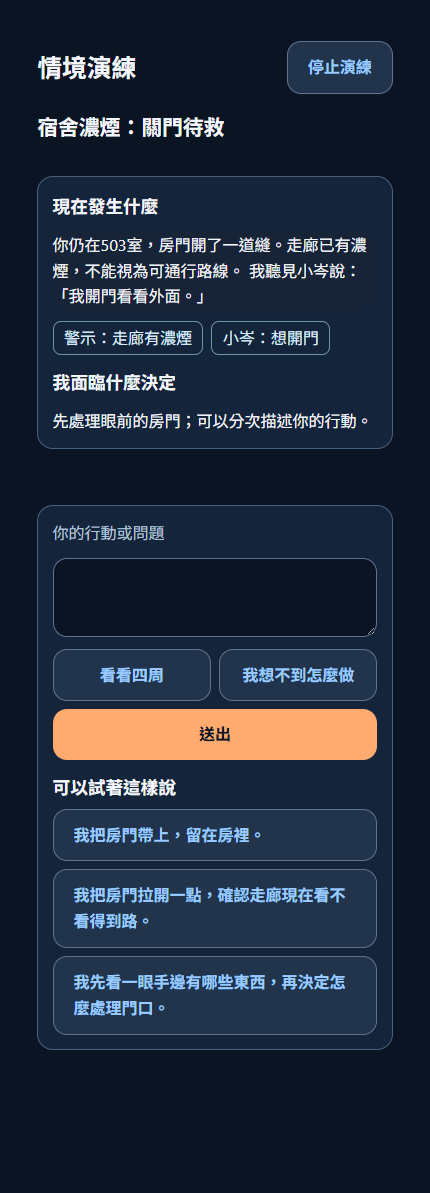 情境演練
停止演練
宿舍濃煙：關門待救
現在發生什麼
你仍在503室，房門開了一道縫。走廊已有濃
煙，不能視為可通行路線。 我聽見小岑說：
「我開門看看外面。」
警示：走廊有濃煙
小岑：想開門
我面臨什麼決定
先處理眼前的房門；可以分次描述你的行動。
你的行動或問題
看看四周
我想不到怎麼做
送出
可以試著這樣說
我把房門帶上，留在房裡。
我把房門拉開一點，確認走廊現在看不
看得到路。
我先看一眼手邊有哪些東西，再決定怎
麼處理門口。